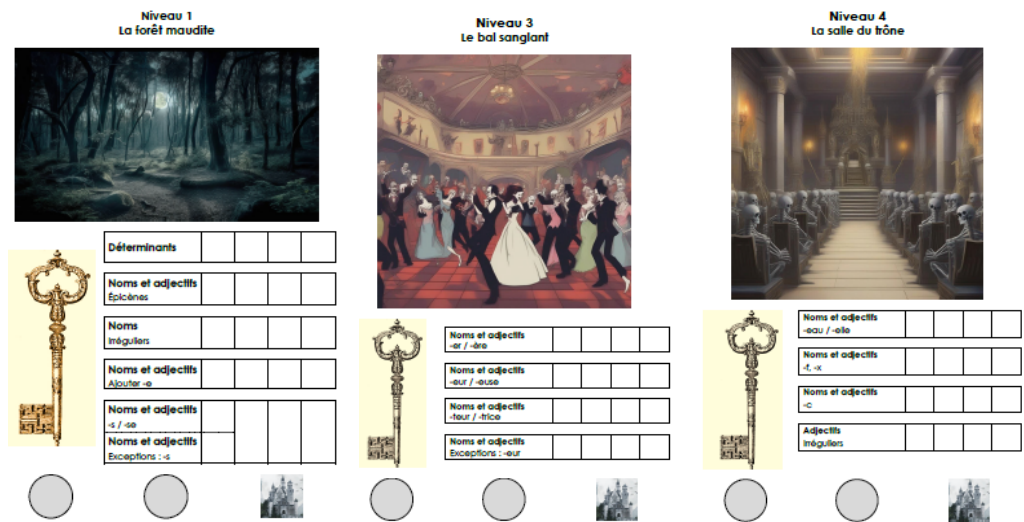 Niveau 1
La forêt maudite
Déterminants
Noms et adjectifs
Épicènes
Noms
Irréguliers
Noms et adjectifs
Ajouter -e
Noms et adjectifs
-s / -se
Noms et adjectifs
Exceptions : -s
Niveau 3
Le bal sanglant
Noms et adjectifs
-er / -ère
Noms et adjectifs
-eur / -euse
Noms et adjectifs
-teur / -trice
Noms et adjectifs
Exceptions : -eur
Niveau 4
La salle du trône
Noms et adjectifs
-eau / -elle
Noms et adjectifs
-f, -x
Noms et adjectifs
-c
Adjectifs
Irréguliers